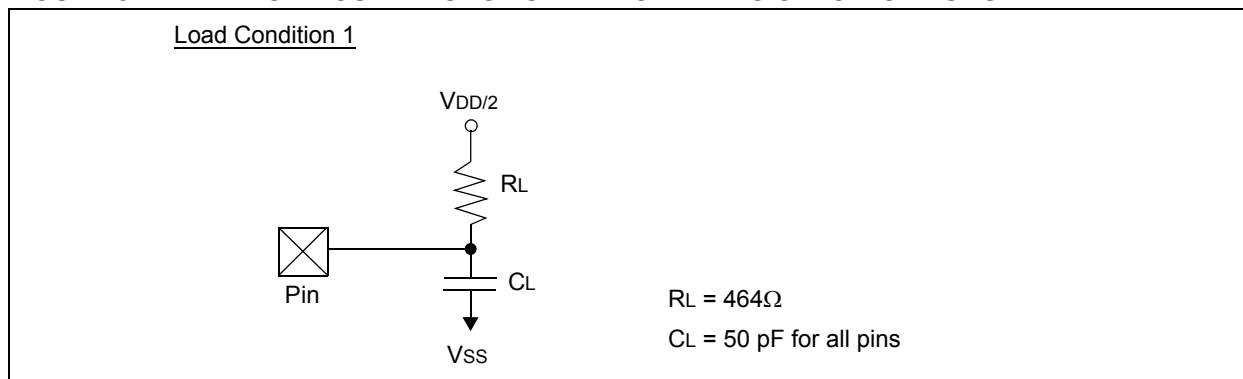 Load Condition 1
VDD/2
RL
Pin
CL
VSS
RL = 464Ω
CL = 50 pF for all pins